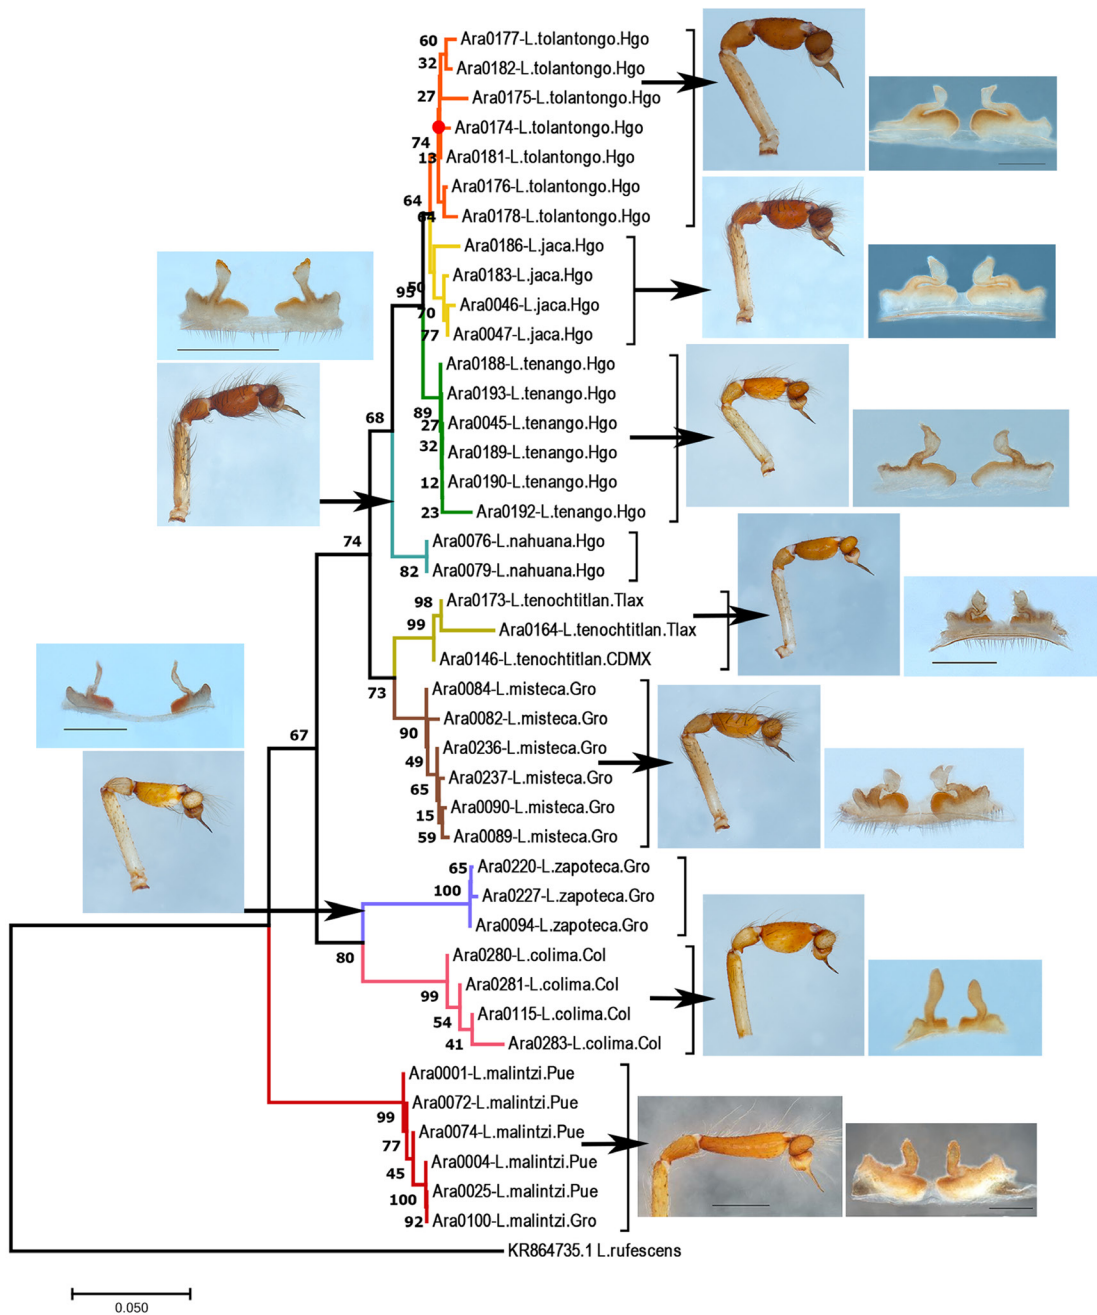 60
Ara0177-L.tolantongo.Hgo
32
Ara0182-L.tolantongo.Hgo
27
Ara0175-L.tolantongo.Hgo
Ara0174-L.tolantongo.Hgo
74
13
Ara0181-L.tolantongo.Hgo
Ara0176-L.tolantongo.Hgo
64
64
Ara0178-L.tolantongo.Hgo
Ara0186-L.jaca.Hgo
Ara0183-L.jaca.Hgo
50
95
Ara0046-L.jaca.Hgo
70
77
Ara0047-L.jaca.Hgo
Ara0188-L.tenango.Hgo
Ara0193-L.tenango.Hgo
89
68
27
Ara0045-L.tenango.Hgo
32
Ara0189-L.tenango.Hgo
12
Ara0190-L.tenango.Hgo
23
Ara0192-L.tenango.Hgo
74
Ara0076-L.nahuana.Hgo
82
Ara0079-L.nahuana.Hgo
98
Ara0173-L.tenochtitlan.Tlax
99
Ara0164-L.tenochtitlan.Tlax
Ara0146-L.tenochtitlan.CDMX
73
Ara0084-L.misteca.Gro
Ara0082-L.misteca.Gro
90
67
Ara0236-L.misteca.Gro
49
Ara0237-L.misteca.Gro
65
Ara0090-L.misteca.Gro
15
59
Ara0089-L.misteca.Gro
65
Ara0220-L.zapoteca.Gro
100
Ara0227-L.zapoteca.Gro
Ara0094-L.zapoteca.Gro
80
Ara0280-L.colima.Col
Ara0281-L.colima.Col
99
Ara0115-L.colima.Col
54
41
Ara0283-L.colima.Col
Ara0001-L.malintzi.Pue
Ara0072-L.malintzi.Pue
99
Ara0074-L.malintzi.Pue
77
Ara0004-L.malintzi.Pue
45
Ara0025-L.malintzi.Pue
100
92
Ara0100-L.malintzi.Gro
KR864735.1 L.rufescens
0.050